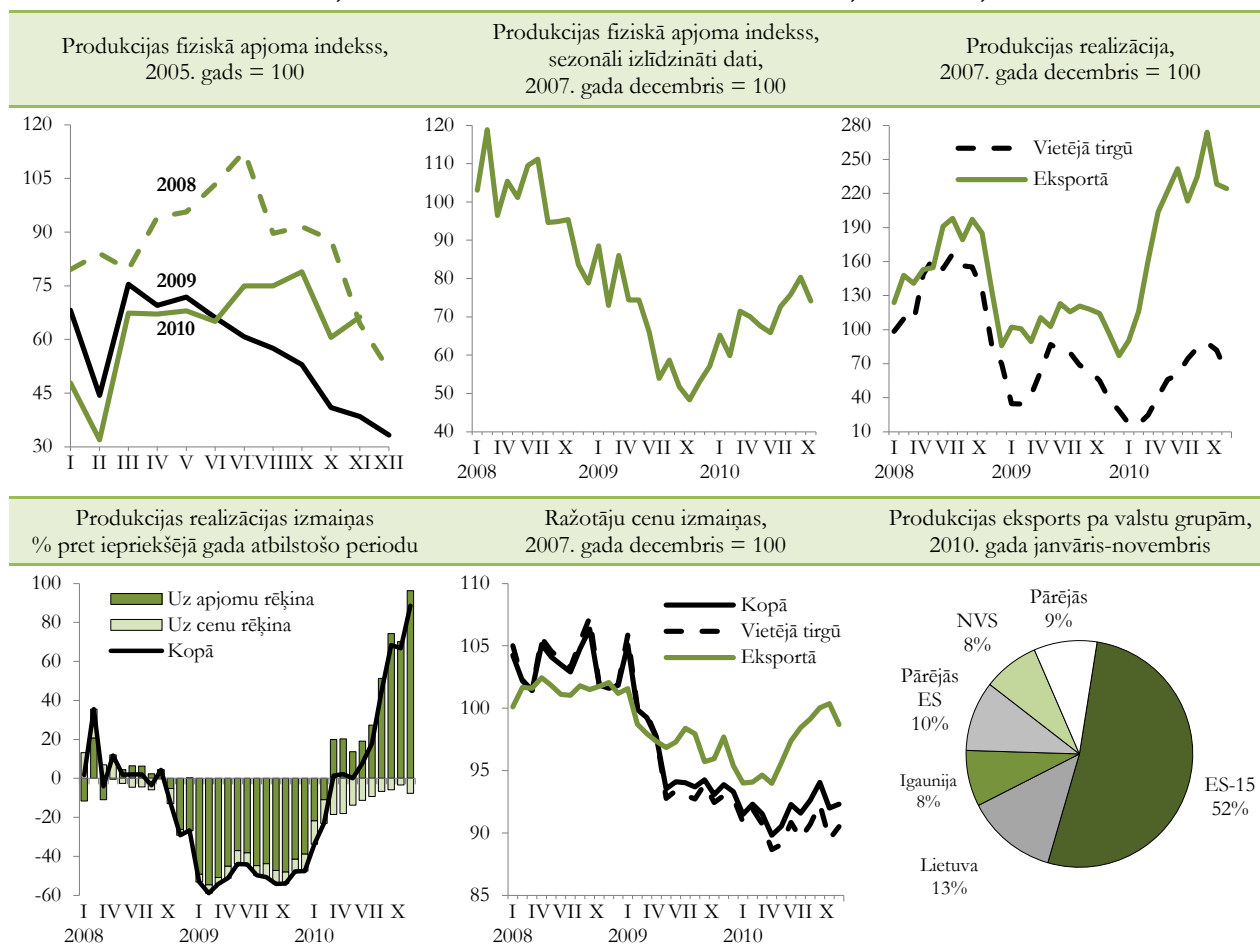 Produkcijas fiziskā apjoma indekss,
2005. gads = 100
Produkcijas fiziskā apjoma indekss,
sezonāli izlīdzināti dati,
2007. gada decembris = 100
Produkcijas realizācija,
2007. gada decembris = 100
120
105
90
75
60
45
30
2008
2009
2010
I II III IV V VI VII VIII IX X XI XII
120
110
100
90
80
70
60
50
40
I IV VII X I IV VII X I IV VII X
2008 2009 2010
280
250
220
190
160
130
100
70
40
10
Vietējā tirgū
Eksportā
I IV VII X I IV VII X I IV VII X
2008 2009 2010
Produkcijas realizācijas izmaiņas
% pret iepriekšējā gada atbilstošo periodu
Ražotāju cenu izmaiņas,
2007. gada decembris = 100
Produkcijas eksports pa valstu grupām,
2010. gada janvāris-novembris
100
80
60
40
20
0
-20
-40
-60
Uz apjomu rēķina
Uz cenu rēķina
Kopā
I IV VII X I IV VII X I IV VII X
2008 2009 2010
110
105
100
95
90
85
Kopā
Vietējā tirgū
Eksportā
I IV VII X I IV VII X I IV VII X
2008 2009 2010
Pārējās
9%
NVS
8%
Pārējās
ES
10%
Igaunija
8%
Lietuva
13%
ES-15
52%